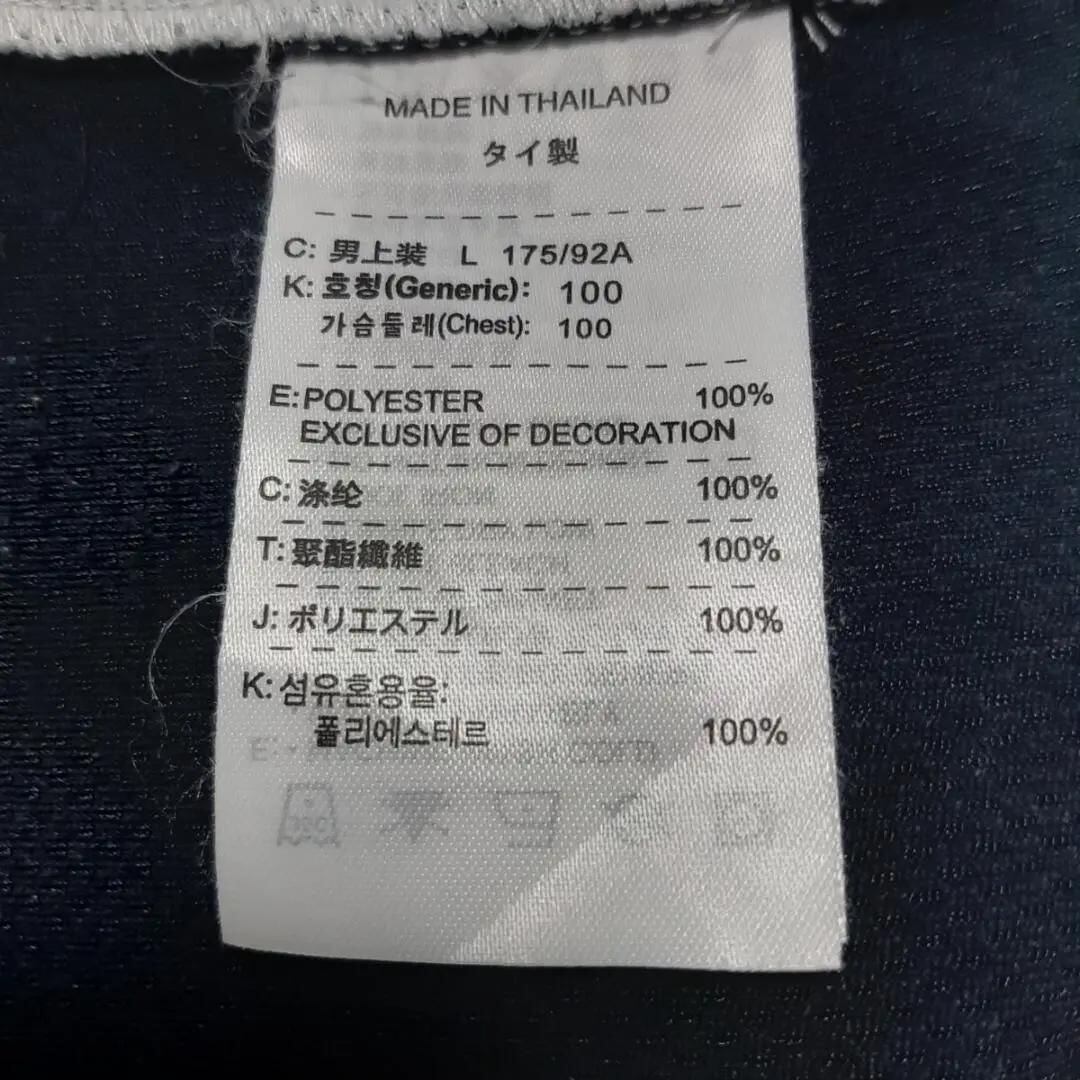 MADE IN THAILAND
タイ製
C: 男上装 L 175/92A
K: 호칭(Generic): 100
가슴둘레(Chest): 100
E: POLYESTER 100%
EXCLUSIVE OF DECORATION
C: 涤纶 100%
T: 聚酯纖維 100%
J: ポリエステル 100%
K: 섬유혼용율:
폴리에스테르 100%